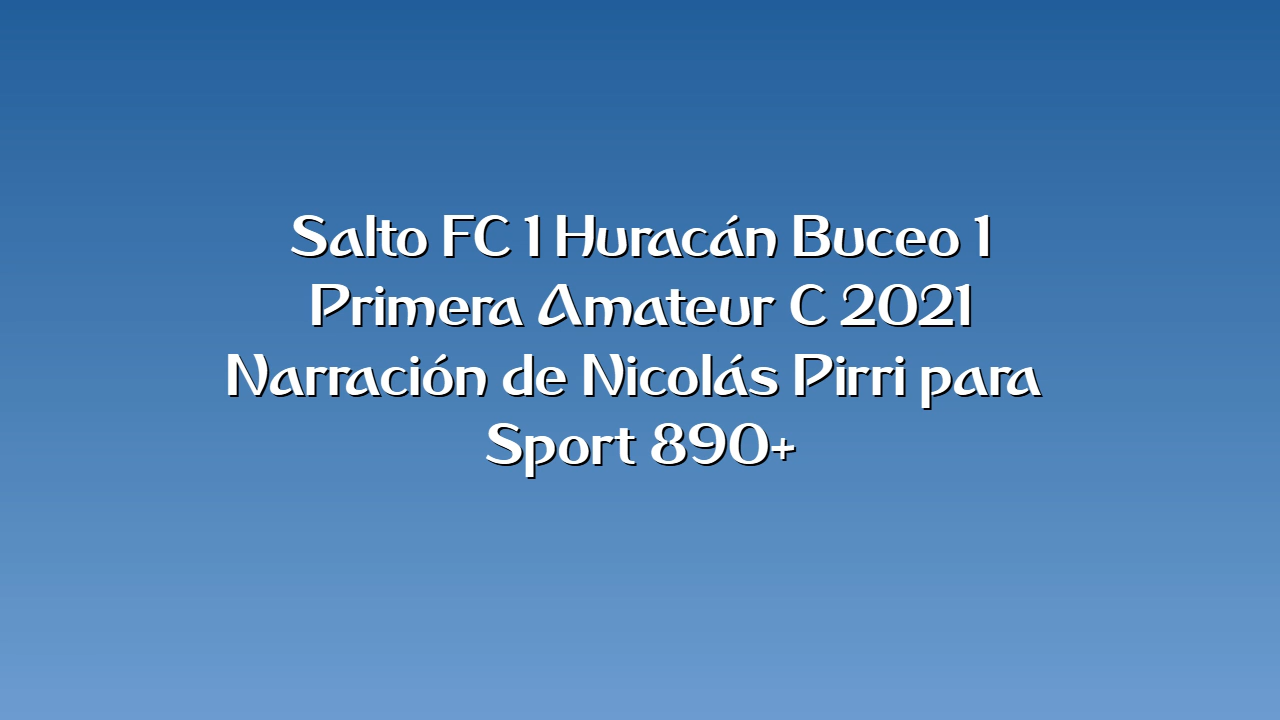 Salto FC 1 Huracán Buceo 1
Primera Amateur C 2021
Narración de Nicolás Pirri para
Sport 890+